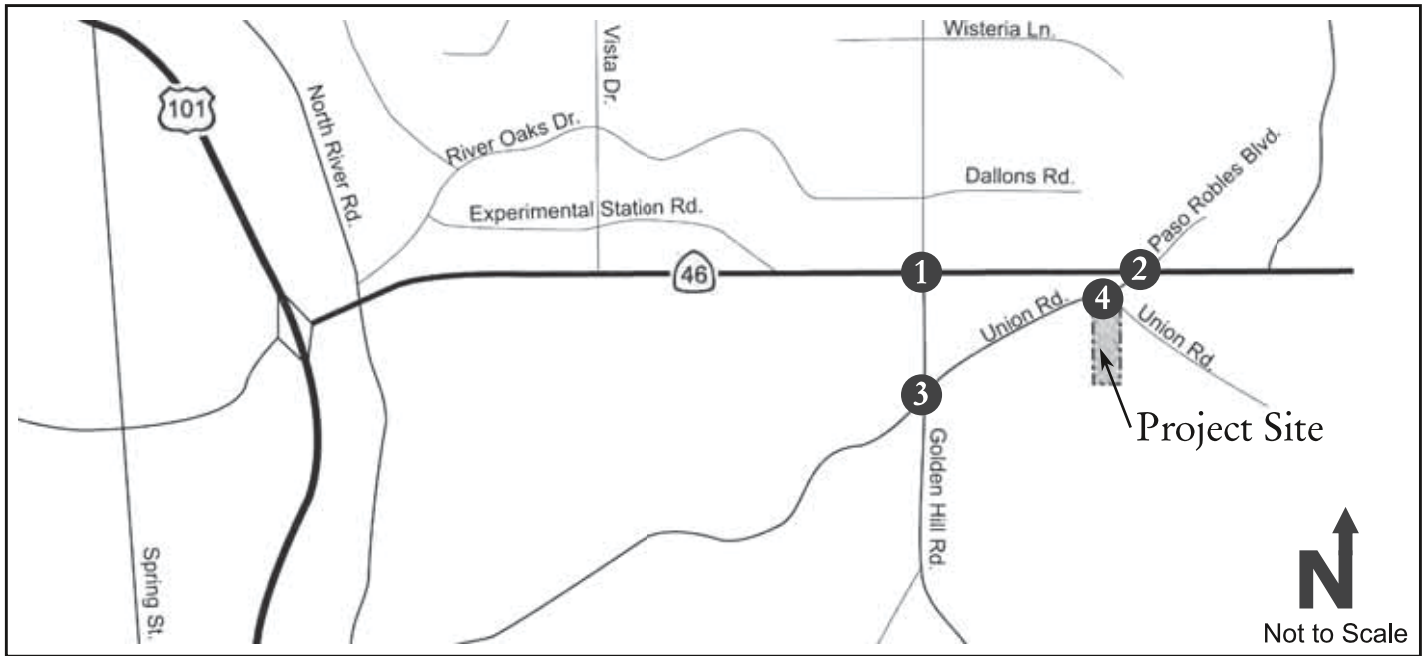 Wisteria Ln.
Vista Dr.
101
North River Rd.
River Oaks Dr.
Dallons Rd.
Paso Robles Blvd.
Experimental Station Rd.
46
1
2
4
Union Rd.
Union Rd.
3
Project Site
Golden Hill Rd.
Spring St.
N
Not to Scale